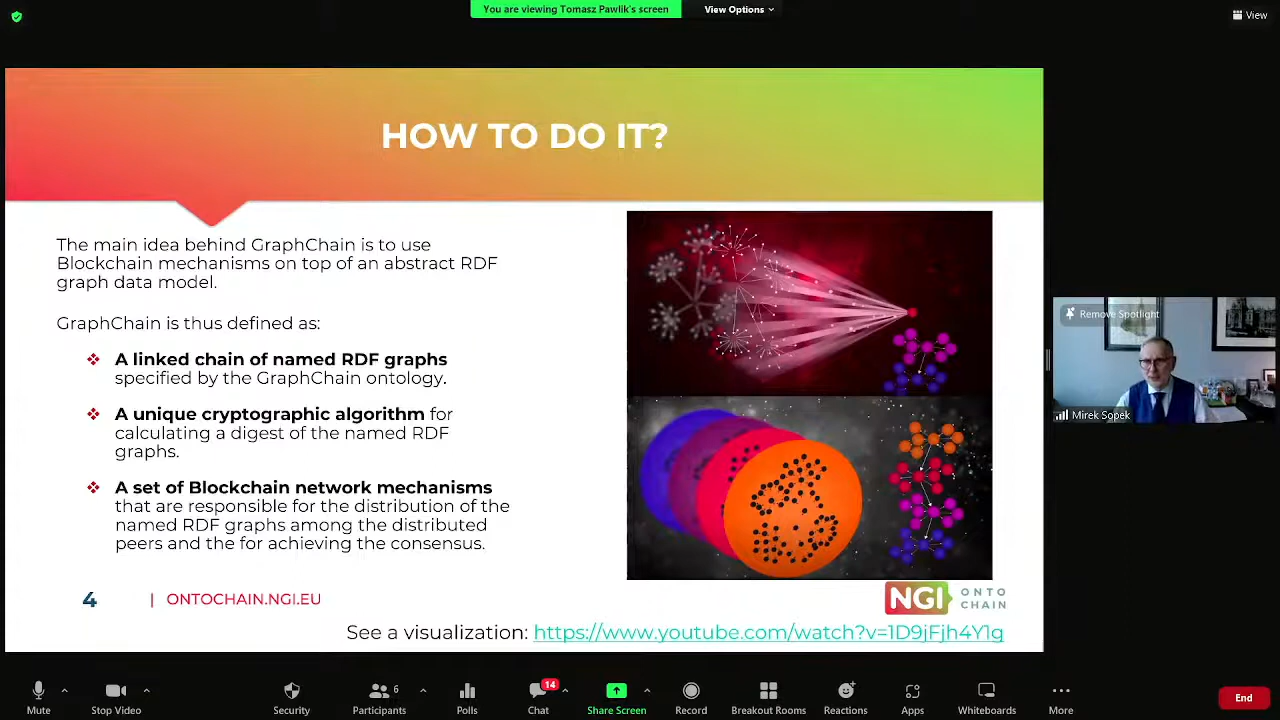 You are viewing Tomasz Pawlik's screen
View Options
View
HOW TO DO IT?
The main idea behind GraphChain is to use
Blockchain mechanisms on top of an abstract RDF
graph data model.
GraphChain is thus defined as:
❖ A linked chain of named RDF graphs
specified by the GraphChain ontology.
❖ A unique cryptographic algorithm for
calculating a digest of the named RDF
graphs.
❖ A set of Blockchain network mechanisms
that are responsible for the distribution of the
named RDF graphs among the distributed
peers and the for achieving the consensus.
4 | ONTOCHAIN.NGI.EU
NGI ONTO
CHAIN
See a visualization: https://www.youtube.com/watch?v=1D9jFjh4Y1g
Remove Spotlight
Mirek Sopek
Mute
Stop Video
Security
Participants 6
Polls
Chat 14
Share Screen
Record
Breakout Rooms
Reactions
Apps
Whiteboards
More
End